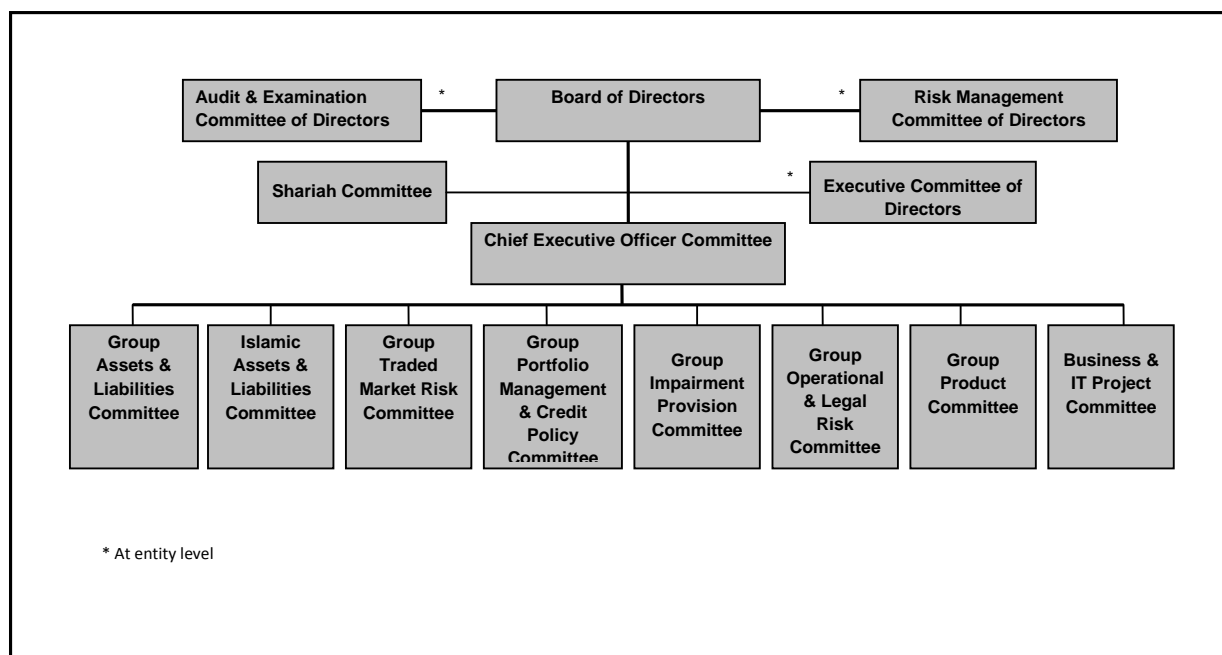 Audit & Examination
Committee of Directors
*
Board of Directors
*
Risk Management
Committee of Directors
Shariah Committee
*
Executive Committee of
Directors
Chief Executive Officer Committee
Group
Assets &
Liabilities
Committee
Islamic
Assets &
Liabilities
Committee
Group
Traded
Market Risk
Committee
Group
Portfolio
Management
& Credit
Policy
Committee
Group
Impairment
Provision
Committee
Group
Operational
& Legal
Risk
Committee
Group
Product
Committee
Business &
IT Project
Committee
* At entity level